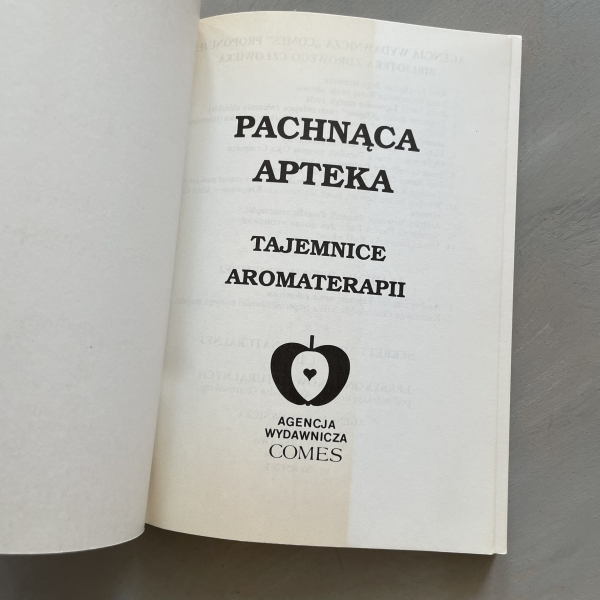 PACHNĄCA
APTEKA
TAJEMNICE
AROMATERAPII
AGENCJA
WYDAWNICZA
COMES